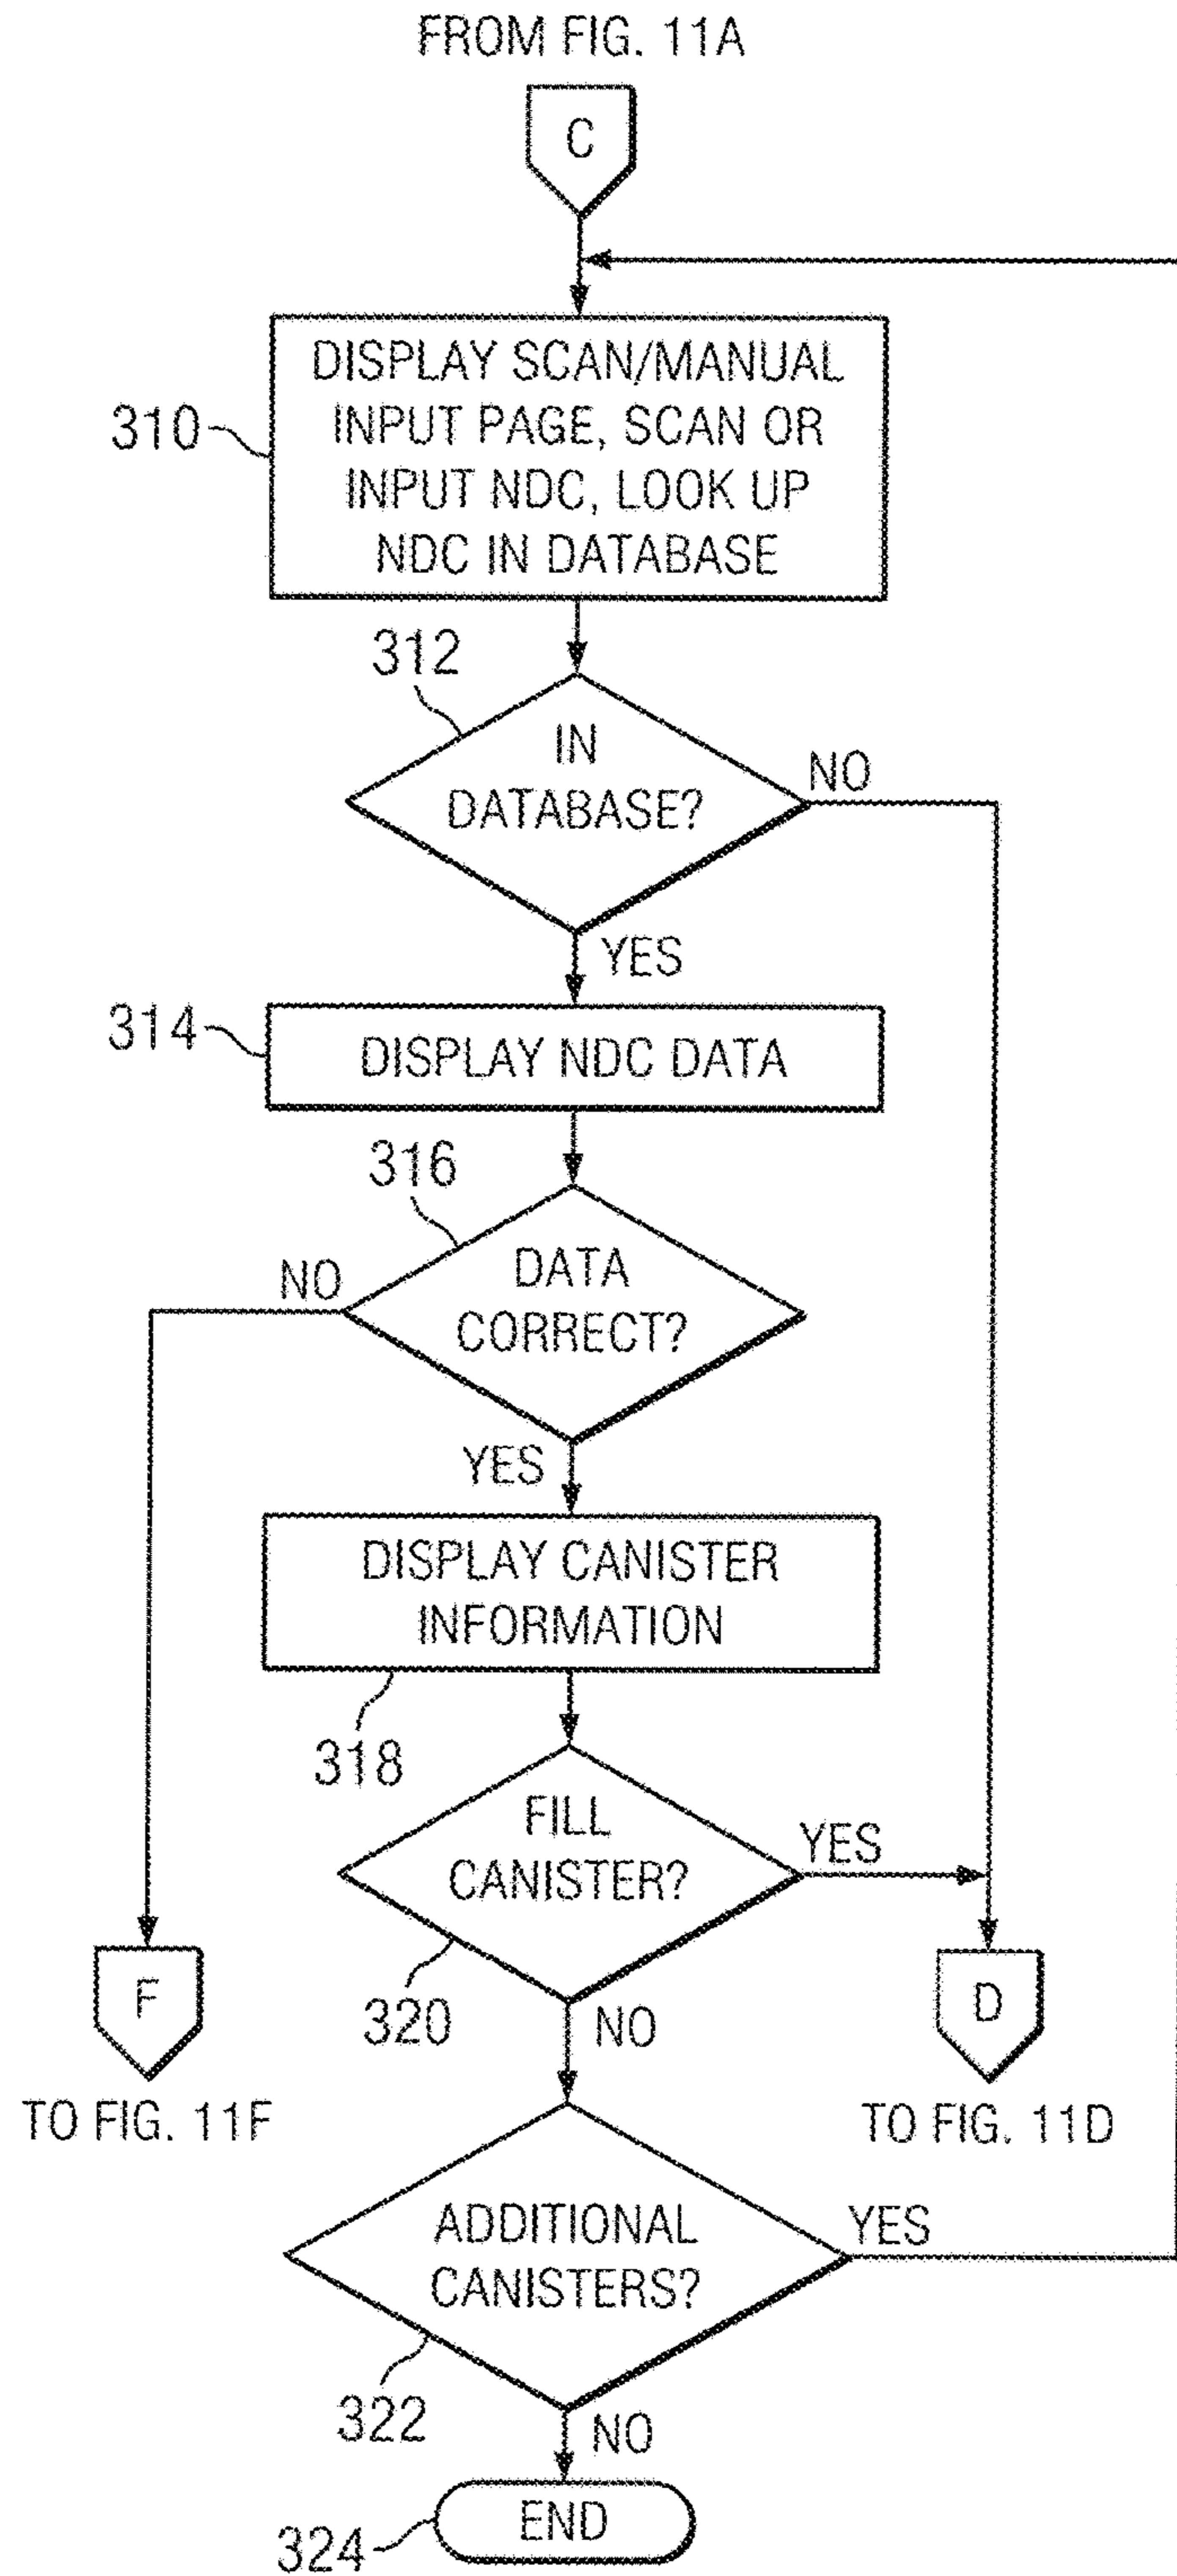 FROM FIG. 11A
C
310
DISPLAY SCAN/MANUAL
INPUT PAGE, SCAN OR
INPUT NDC, LOOK UP
NDC IN DATABASE
312
IN
DATABASE?
NO
YES
314
DISPLAY NDC DATA
316
NO
DATA
CORRECT?
YES
DISPLAY CANISTER
INFORMATION
318
FILL
CANISTER?
YES
320
NO
F
D
TO FIG. 11F
TO FIG. 11D
ADDITIONAL
CANISTERS?
YES
322
NO
END
324